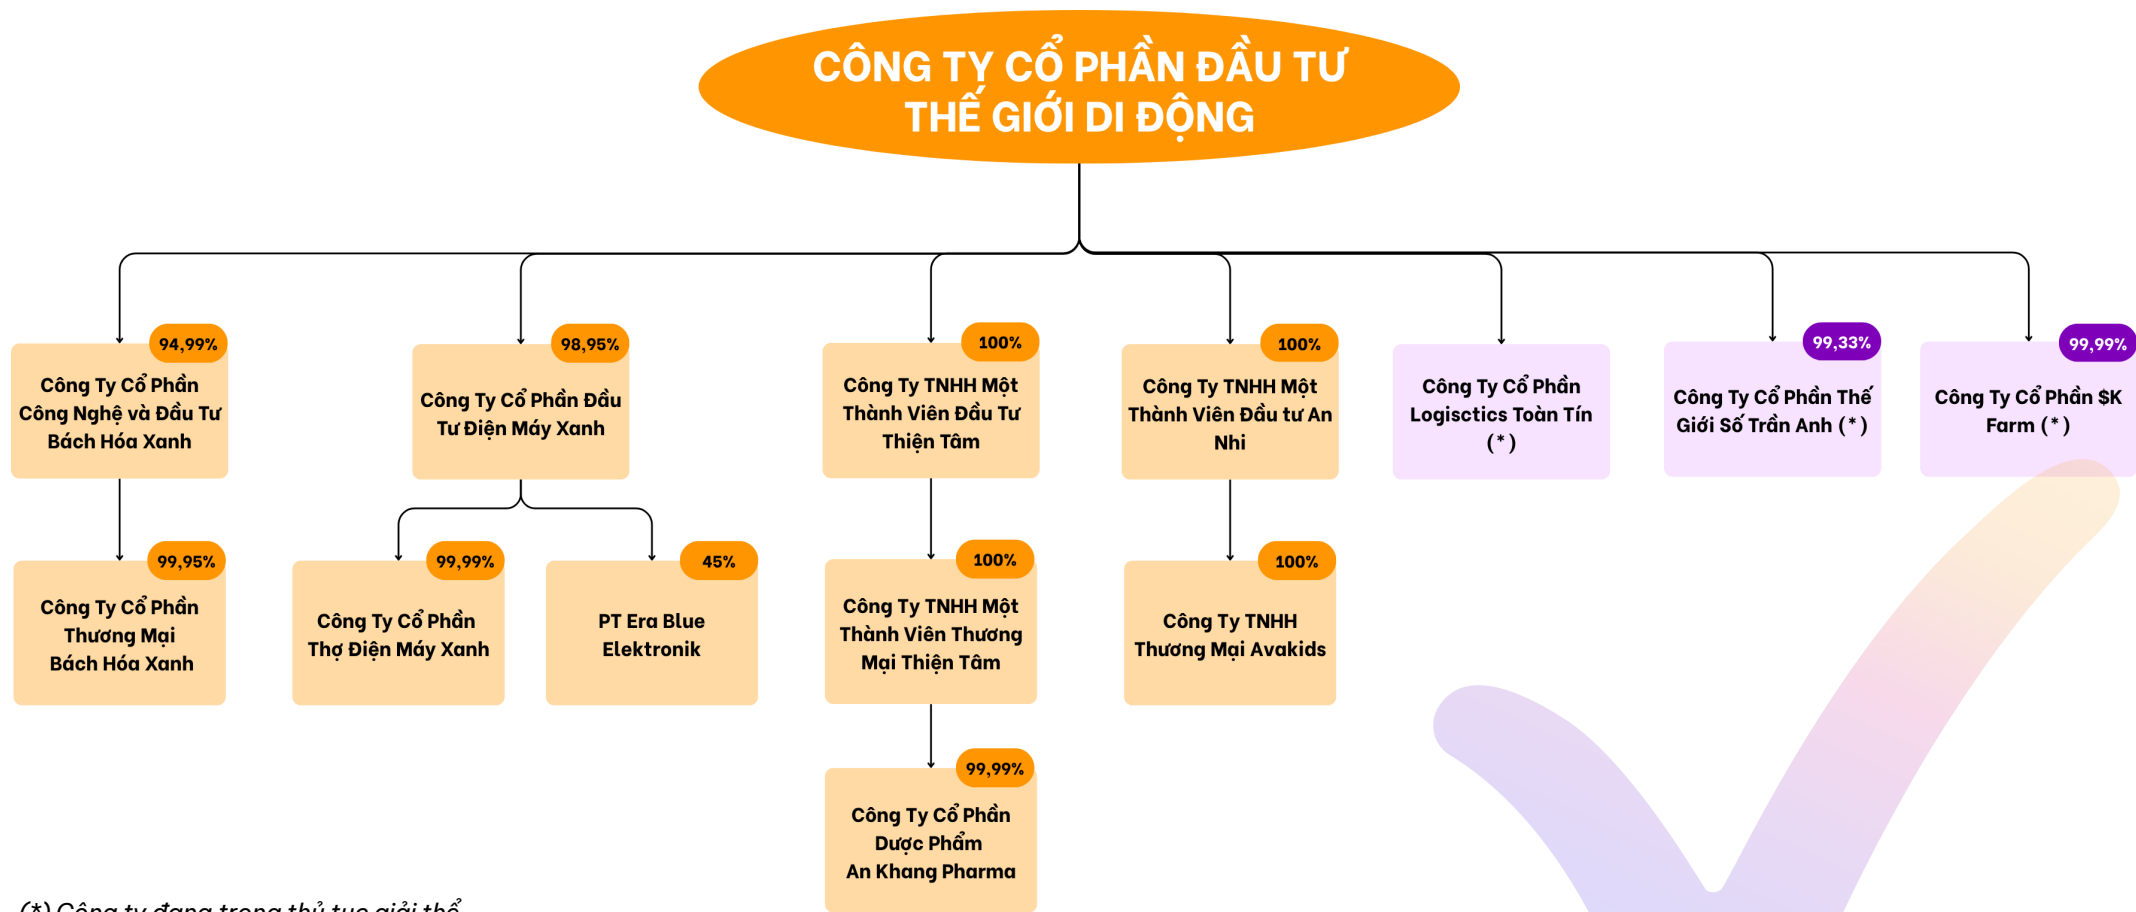 CÔNG TY CỔ PHẦN ĐẦU TƯ
THẾ GIỚI DI ĐỘNG
94,99%
Công Ty Cổ Phần
Công Nghệ và Đầu Tư
Bách Hóa Xanh
98,95%
Công Ty Cổ Phần Đầu
Tư Điện Máy Xanh
100%
Công Ty TNHH Một
Thành Viên Đầu Tư
Thiện Tâm
100%
Công Ty TNHH Một
Thành Viên Đầu tư An
Nhi
Công Ty Cổ Phần
Logisctics Toàn Tín
(*)
99,33%
Công Ty Cổ Phần Thế
Giới Số Trần Anh (*)
99,99%
Công Ty Cổ Phần $K
Farm (*)
99,95%
Công Ty Cổ Phần
Thương Mại
Bách Hóa Xanh
99,99%
Công Ty Cổ Phần
Thợ Điện Máy Xanh
45%
PT Era Blue
Elektronik
100%
Công Ty TNHH Một
Thành Viên Thương
Mại Thiện Tâm
100%
Công Ty TNHH
Thương Mại Avakids
99,99%
Công Ty Cổ Phần
Dược Phẩm
An Khang Pharma
(*) Công ty đang trong thủ tục giải thể